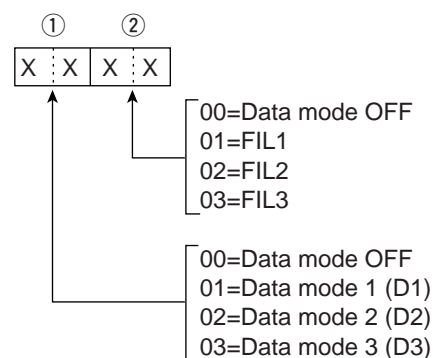 ① ②
X X X X
00=Data mode OFF
01=FIL1
02=FIL2
03=FIL3
00=Data mode OFF
01=Data mode 1 (D1)
02=Data mode 2 (D2)
03=Data mode 3 (D3)